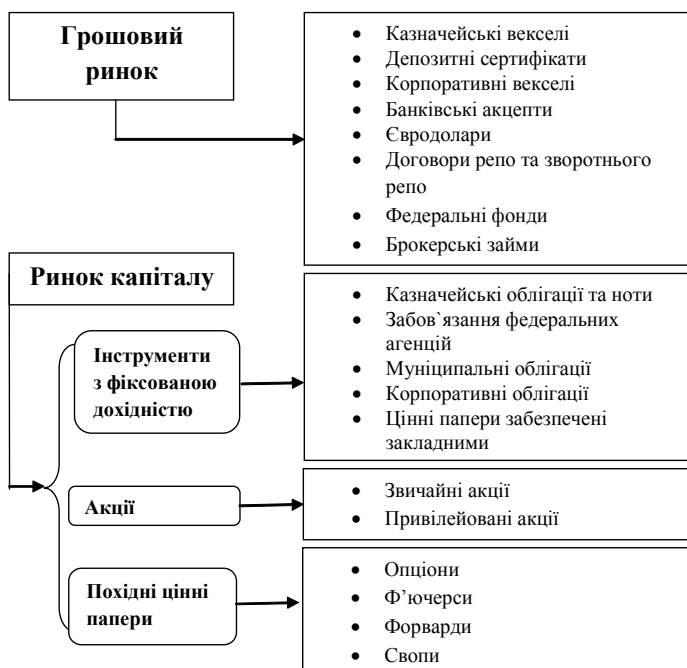 Грошовий
ринок
• Казначейські векселі
• Депозитні сертифікати
• Корпоративні векселі
• Банківські акцепти
• Євродолари
• Договори репо та зворотнього
репо
• Федеральні фонди
• Брокерські займи
Ринок капіталу
Інструменти
з фіксованою
дохідністю
• Казначейські облігації та ноти
• Забов`язання федеральних
агенцій
• Муніципальні облігації
• Корпоративні облігації
• Цінні папери забезпечені
закладними
Акції
• Звичайні акції
• Привілейовані акції
Похідні цінні
папери
• Опціони
• Ф’ючерси
• Форварди
• Свопи